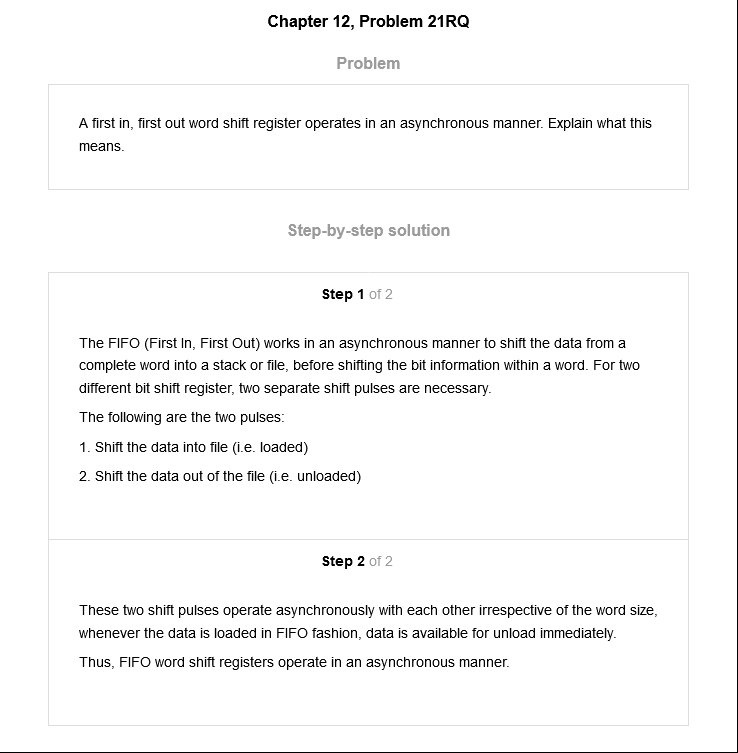 Chapter 12, Problem 21RQ
Problem
A first in, first out word shift register operates in an asynchronous manner. Explain what this
means.
Step-by-step solution
Step 1 of 2
The FIFO (First In, First Out) works in an asynchronous manner to shift the data from a
complete word into a stack or file, before shifting the bit information within a word. For two
different bit shift register, two separate shift pulses are necessary.
The following are the two pulses:
1. Shift the data into file (i.e. loaded)
2. Shift the data out of the file (i.e. unloaded)
Step 2 of 2
These two shift pulses operate asynchronously with each other irrespective of the word size,
whenever the data is loaded in FIFO fashion, data is available for unload immediately.
Thus, FIFO word shift registers operate in an asynchronous manner.